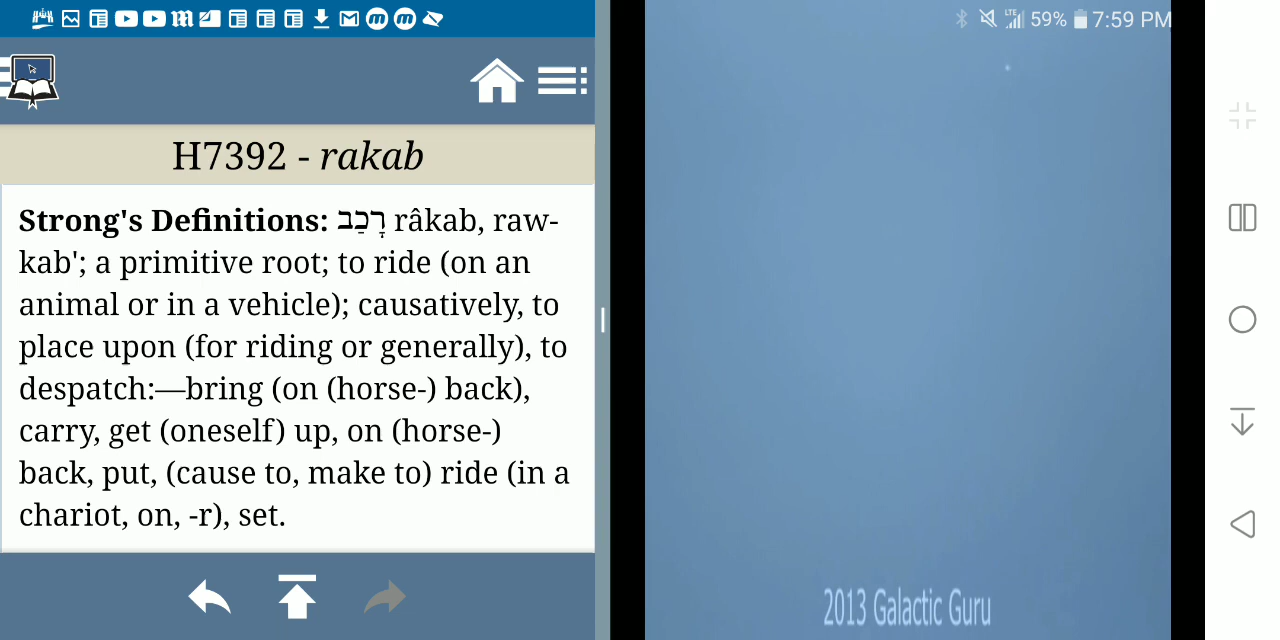 LTE 59% 7:59 PM
H7392 - rakab
Strong's Definitions: רָכַב râkab, raw-
kab'; a primitive root; to ride (on an
animal or in a vehicle); causatively, to
place upon (for riding or generally), to
despatch:—bring (on (horse-) back),
carry, get (oneself) up, on (horse-)
back, put, (cause to, make to) ride (in a
chariot, on, -r), set.
2013 Galactic Guru